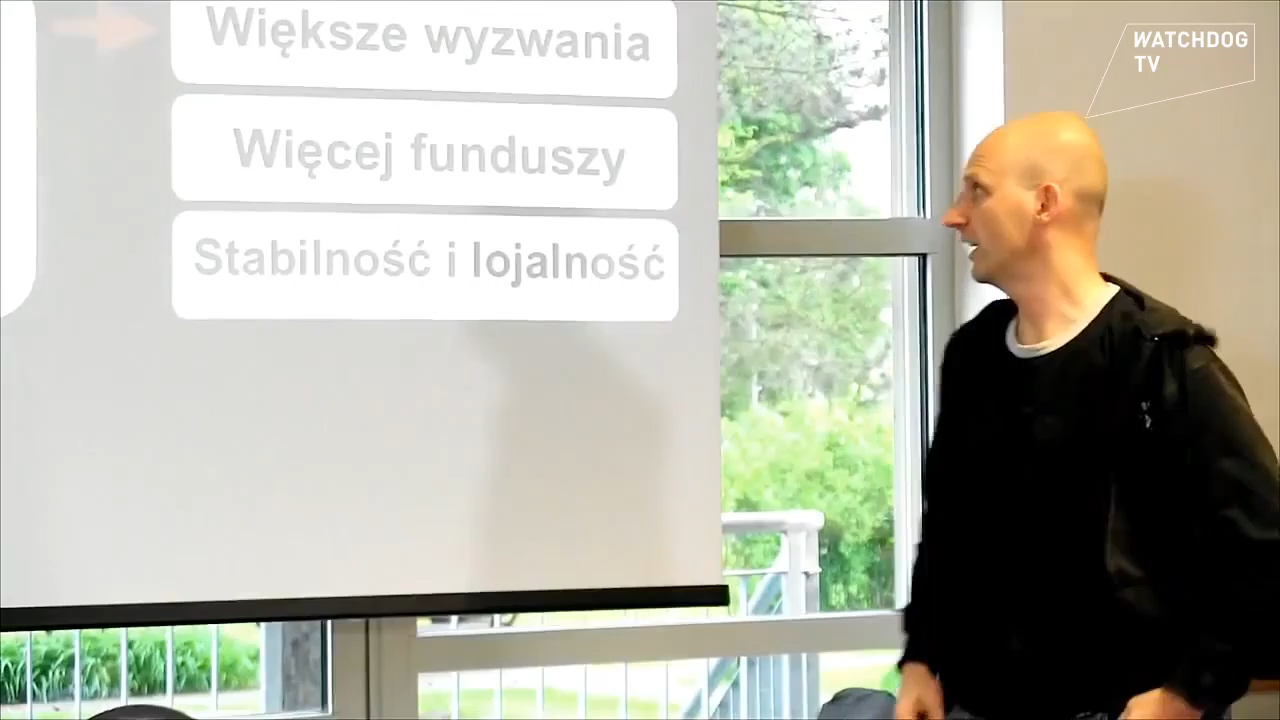 Większe wyzwania
Więcej funduszy
Stabilność i lojalność
WATCHDOG
TV